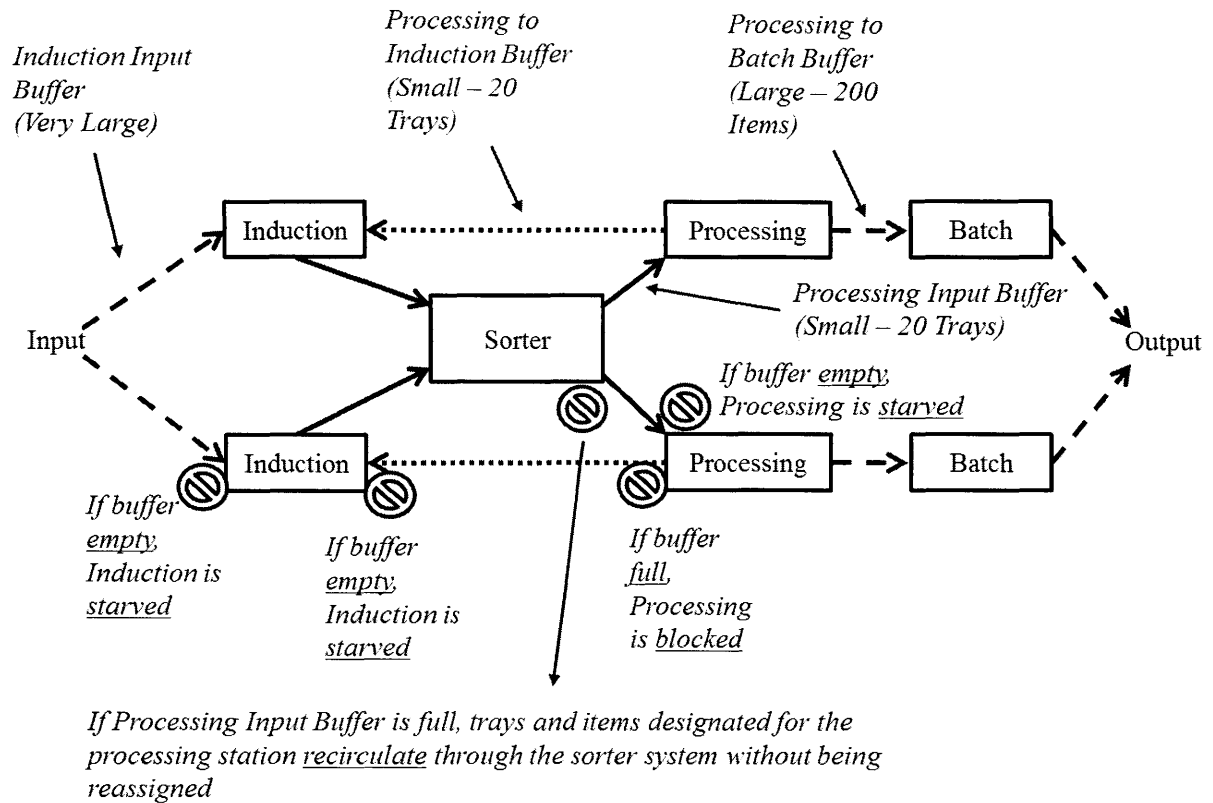 Induction Input
Buffer
(Very Large)
Processing to
Induction Buffer
(Small – 20
Trays)
Processing to
Batch Buffer
(Large – 200
Items)
Induction
Processing
Batch
Processing Input Buffer
(Small – 20 Trays)
Input
Sorter
Output
If buffer empty,
Processing is starved
Induction
Processing
Batch
If buffer
empty,
Induction is
starved
If buffer
empty,
Induction is
starved
If buffer
full,
Processing
is blocked
If Processing Input Buffer is full, trays and items designated for the
processing station recirculate through the sorter system without being
reassigned